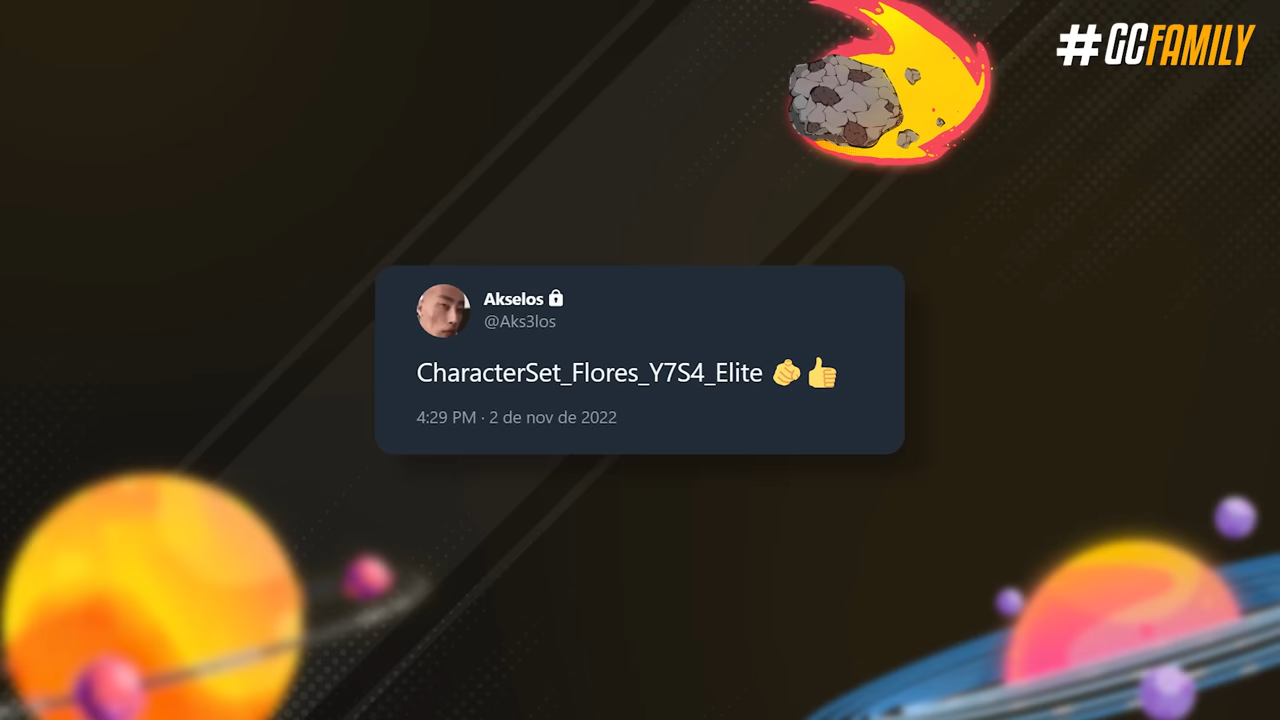 #GCFAMILY
Akselos
@Aks3los
CharacterSet_Flores_Y7S4_Elite 🫵👍
4:29 PM · 2 de nov de 2022